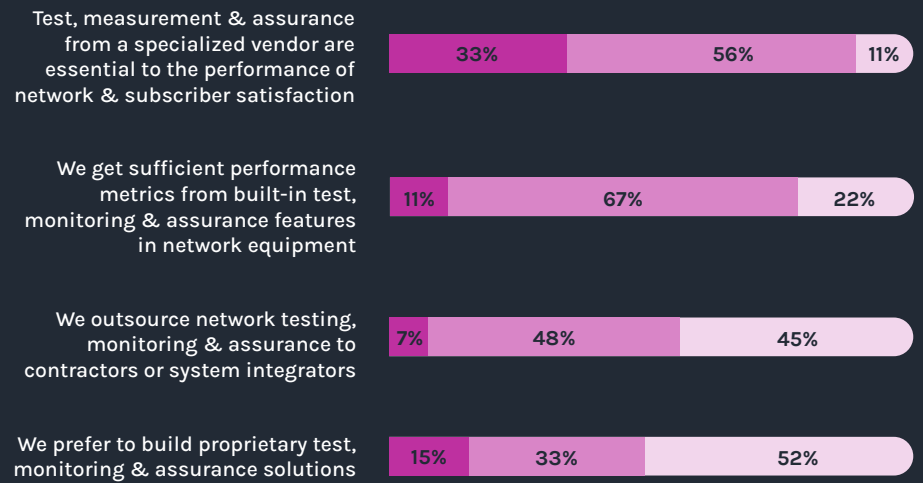 Test, measurement & assurance
from a specialized vendor are
essential to the performance of
network & subscriber satisfaction
33% 56% 11%
We get sufficient performance
metrics from built-in test,
monitoring & assurance features
in network equipment
11% 67% 22%
We outsource network testing,
monitoring & assurance to
contractors or system integrators
7% 48% 45%
We prefer to build proprietary test,
monitoring & assurance solutions
15% 33% 52%